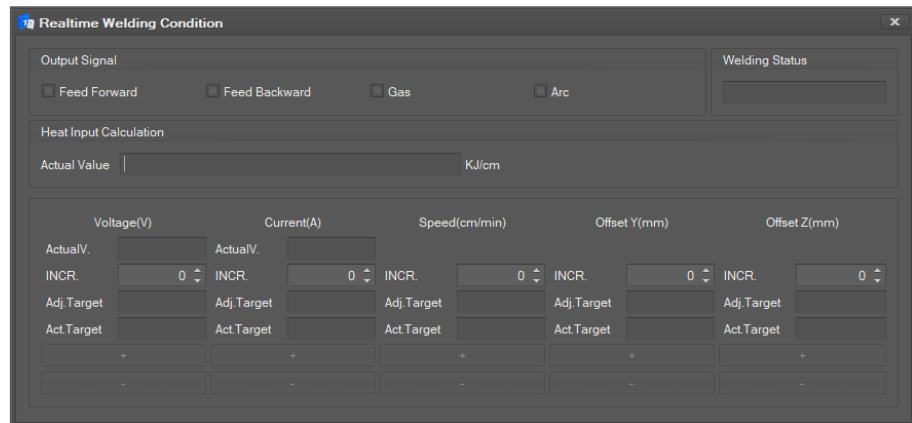 Realtime Welding Condition
Output Signal Welding Status
Feed Forward Feed Backward Gas Arc
Heat Input Calculation
Actual Value KJ/cm
Voltage(V) Current(A) Speed(cm/min) Offset Y(mm) Offset Z(mm)
ActualV. ActualV.
INCR. 0 INCR. 0 INCR. 0 INCR. 0 INCR. 0
Adj.Target Adj.Target Adj.Target Adj.Target Adj.Target
Act.Target Act.Target Act.Target Act.Target Act.Target
+ + + + +
- - - - -